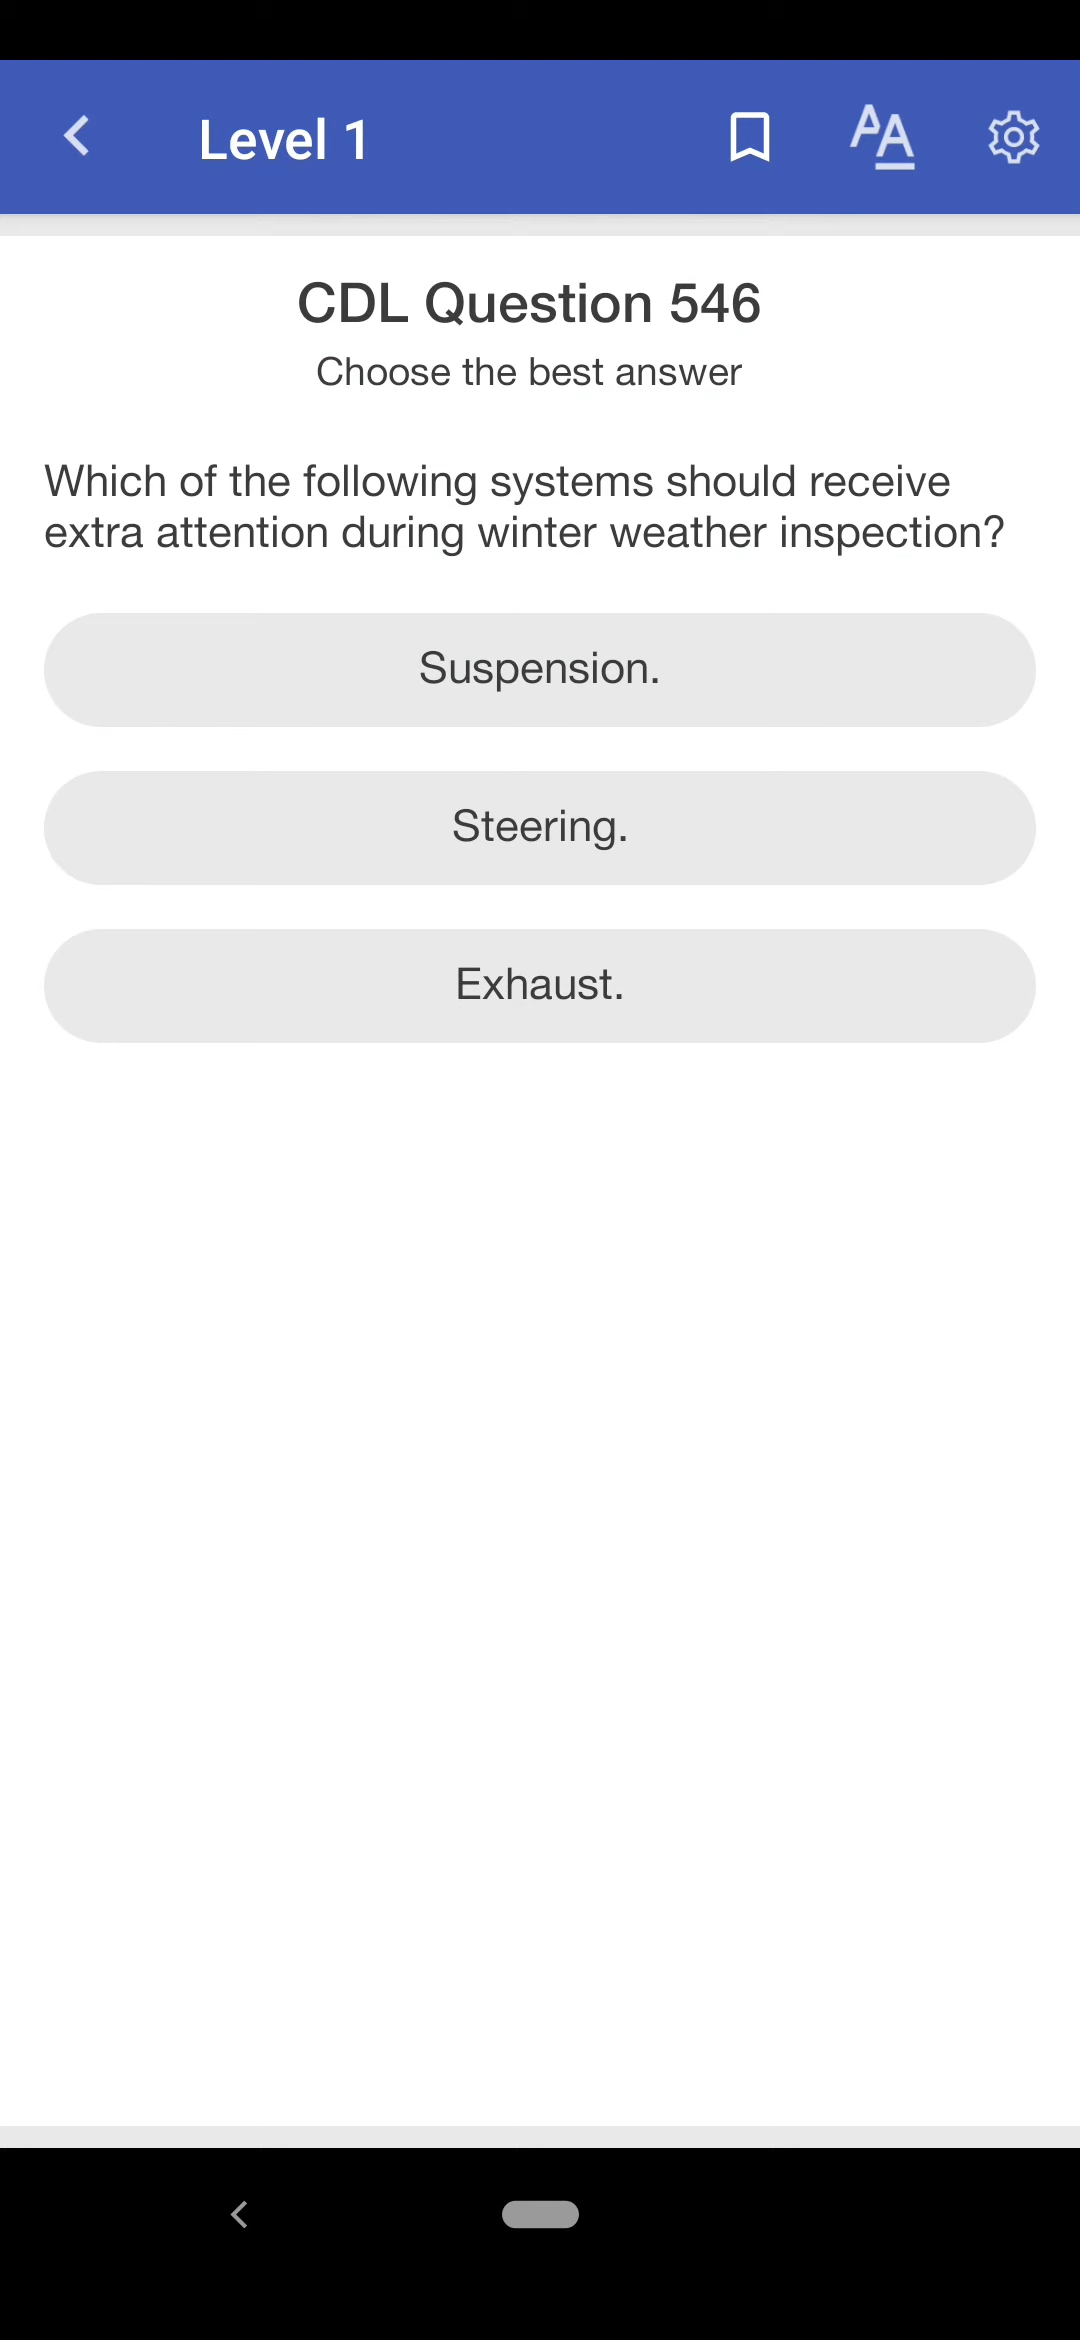 Level 1
AA
CDL Question 546
Choose the best answer
Which of the following systems should receive
extra attention during winter weather inspection?
Suspension.
Steering.
Exhaust.